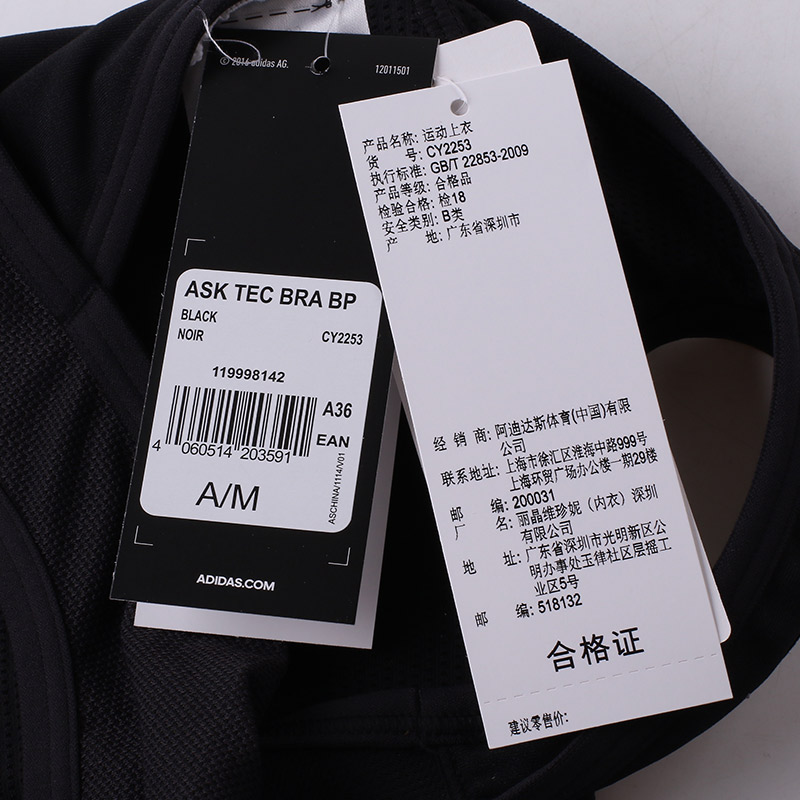 © 2016 adidas AG.
12011501
ASK TEC BRA BP
BLACK
NOIR CY2253
119998142
A36
EAN
4 060514 203591
A/M
ASCHINA/1114/V01
ADIDAS.COM
产品名称: 运动上衣
货 号: CY2253
执行标准: GB/T 22853-2009
产品等级: 合格品
检验合格: 检18
安全类别: B类
产 地: 广东省深圳市
经 销 商: 阿迪达斯体育(中国)有限
公司
联系地址: 上海市徐汇区淮海中路999号
上海环贸广场办公楼一期29楼
邮 编: 200031
厂 名: 丽晶维珍妮（内衣）深圳
有限公司
地 址: 广东省深圳市光明新区公
明办事处玉律社区层摇工
业区5号
邮 编: 518132
合格证
建议零售价: